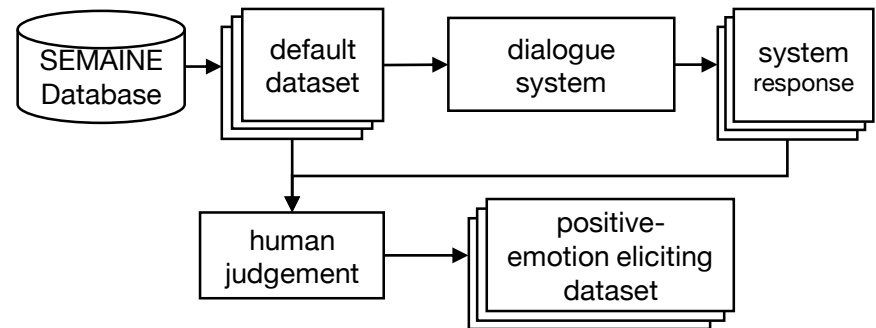 SEMAINE
Database
default
dataset
dialogue
system
system
response
human
judgement
positive-
emotion eliciting
dataset